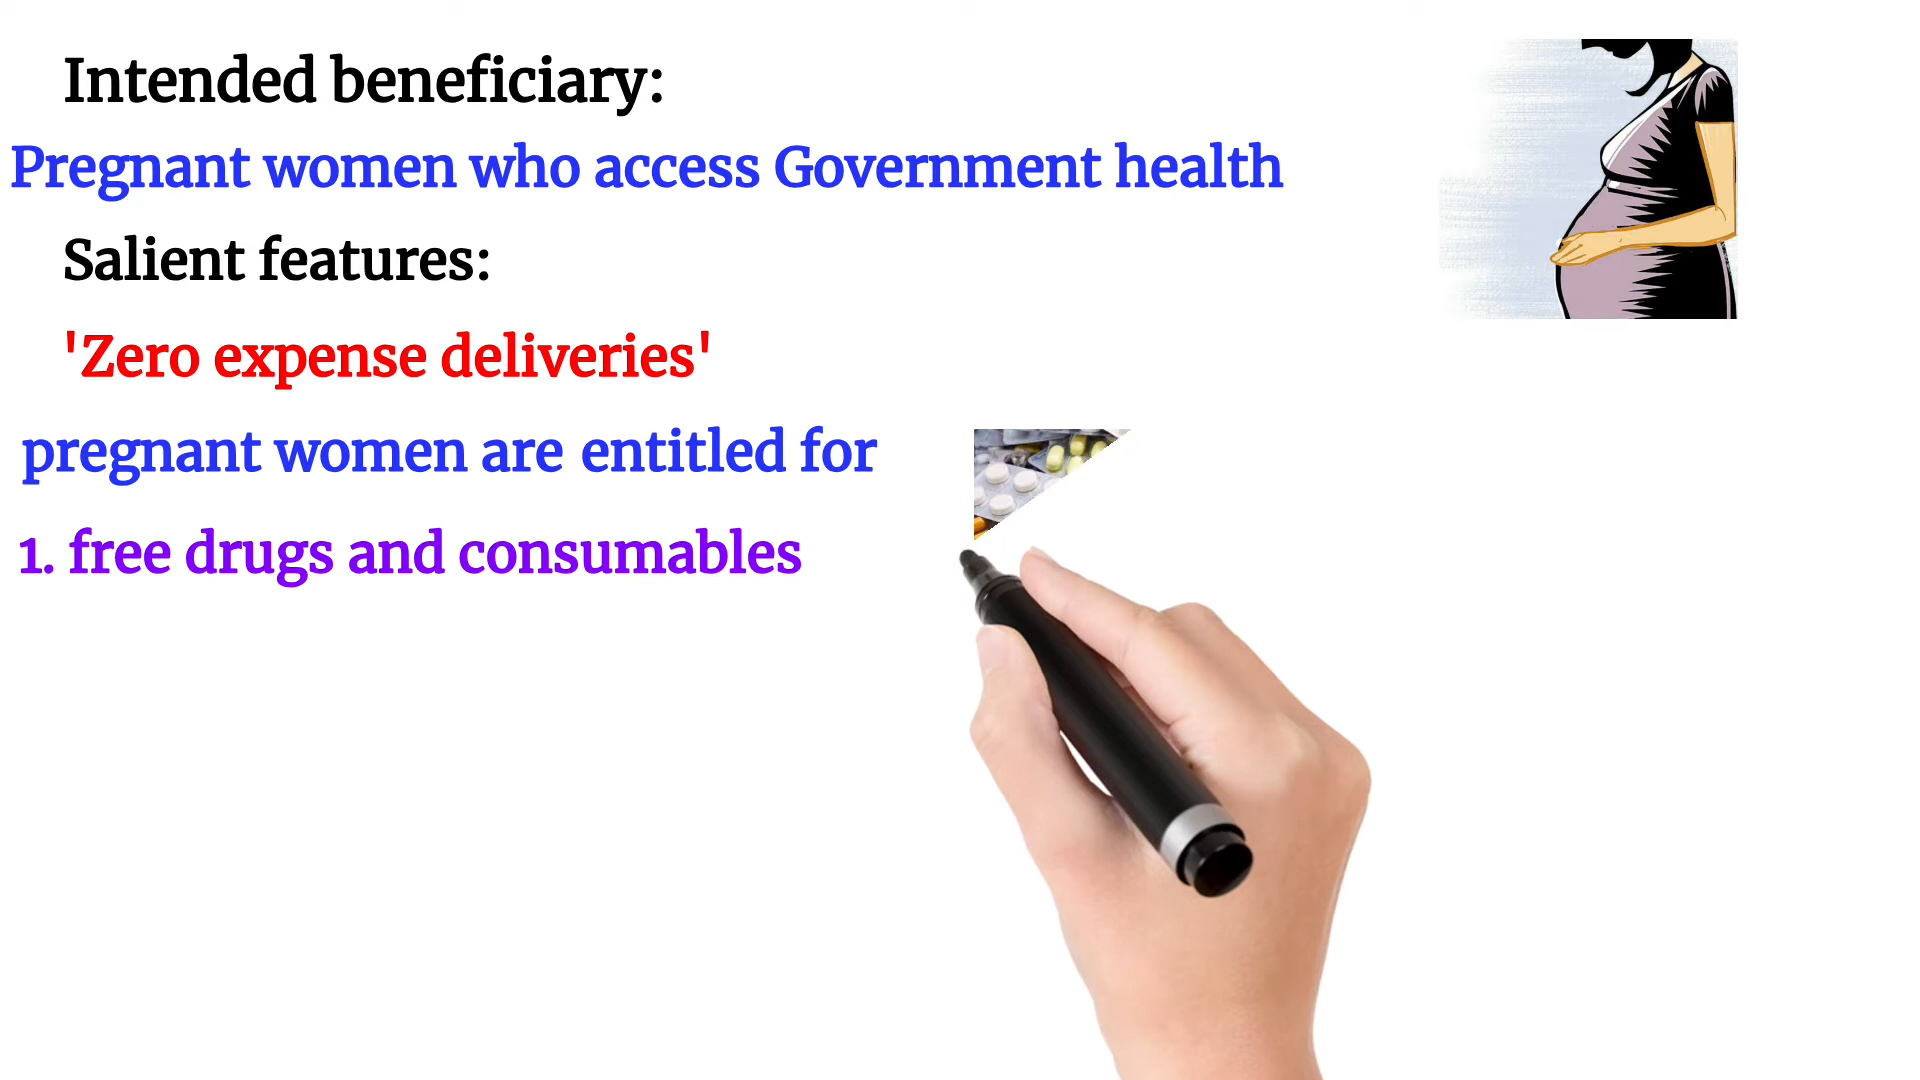 Intended beneficiary:
Pregnant women who access Government health
Salient features:
'Zero expense deliveries'
pregnant women are entitled for
1. free drugs and consumables